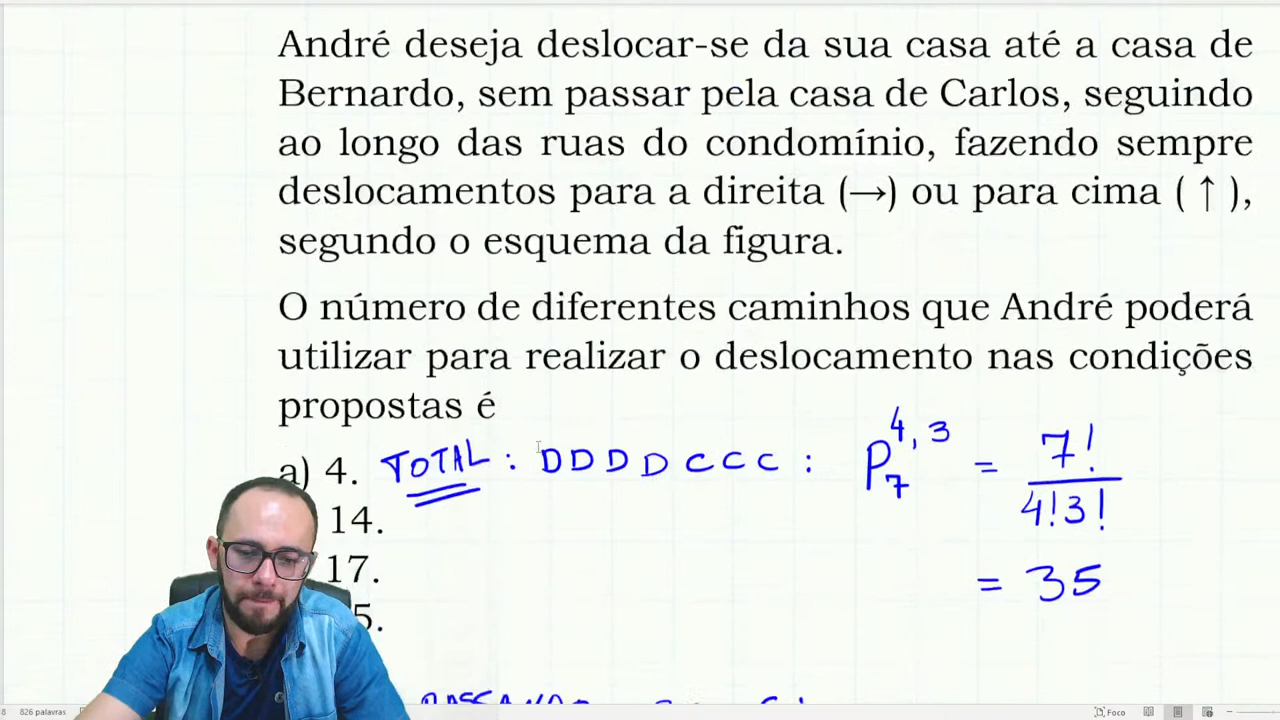 André deseja deslocar-se da sua casa até a casa de
Bernardo, sem passar pela casa de Carlos, seguindo
ao longo das ruas do condomínio, fazendo sempre
deslocamentos para a direita (→) ou para cima (↑),
segundo o esquema da figura.
O número de diferentes caminhos que André poderá
utilizar para realizar o deslocamento nas condições
propostas é
a) 4. TOTAL: DDDDCCC: P₇⁴,³ = 7!/4!3!
14.
17.
= 35
5.
826 palavras Foco